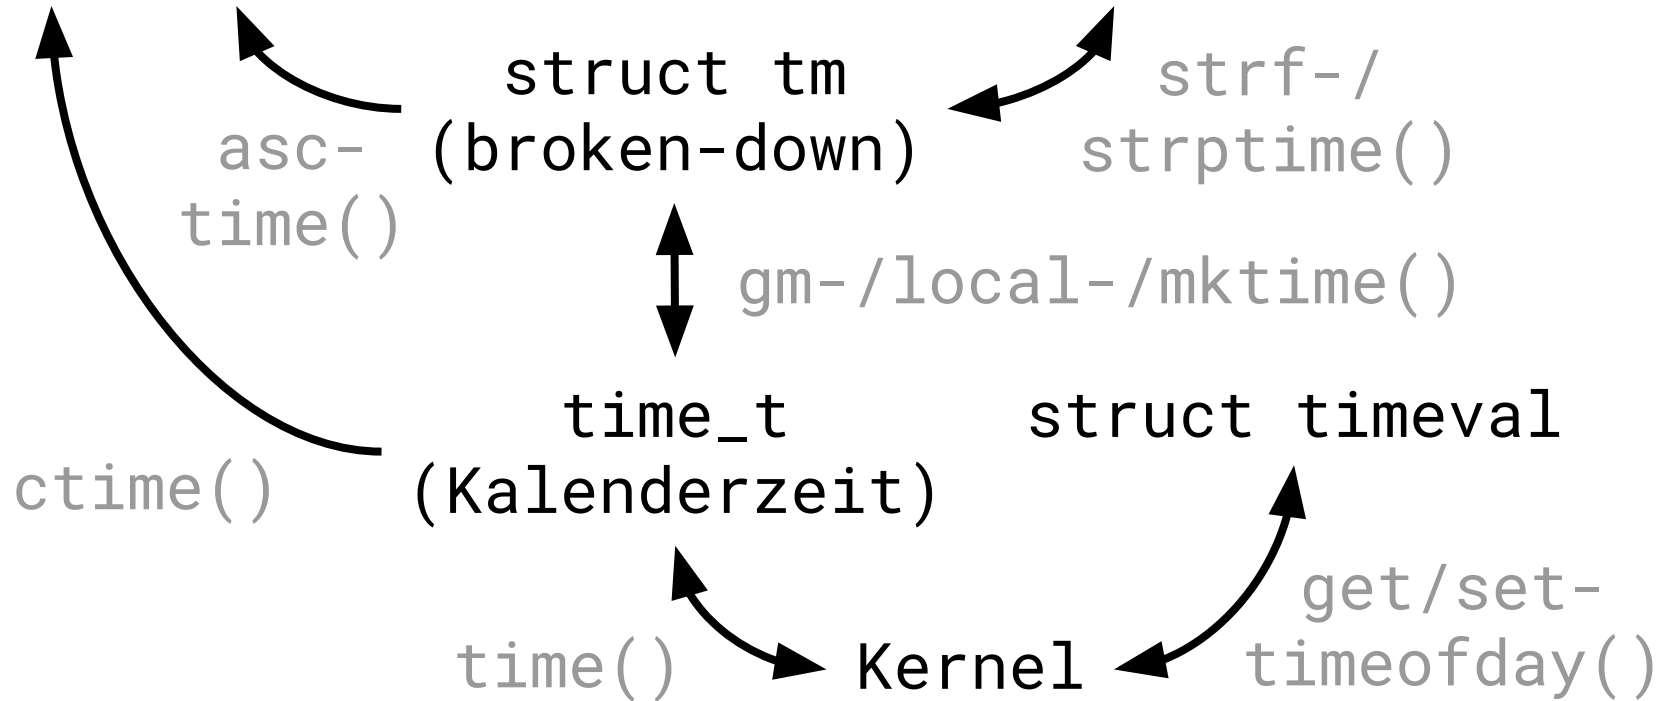 struct tm
(broken-down)
strf-/
strptime()
asc-
time()
gm-/local-/mktime()
time_t
(Kalenderzeit)
struct timeval
ctime()
get/set-
timeofday()
time()
Kernel